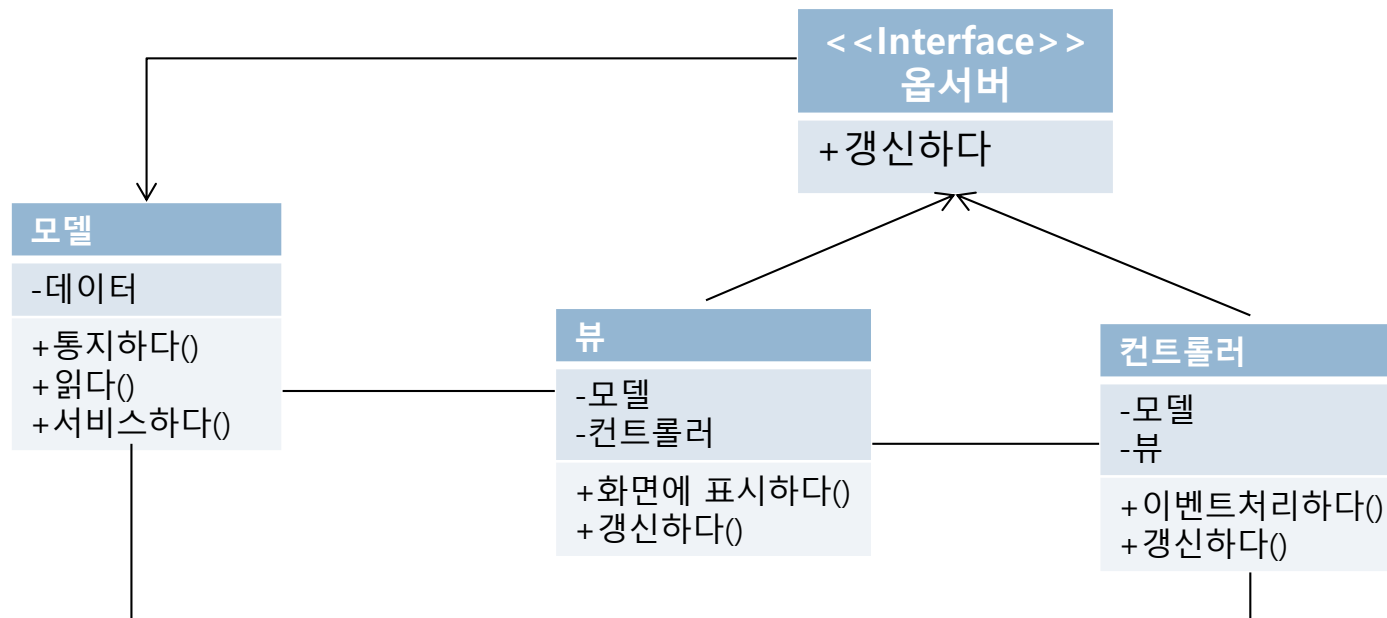 <<Interface>>
옵서버
+갱신하다
모델
-데이터
+통지하다()
+읽다()
+서비스하다()
뷰
-모델
-컨트롤러
+화면에 표시하다()
+갱신하다()
컨트롤러
-모델
-뷰
+이벤트처리하다()
+갱신하다()